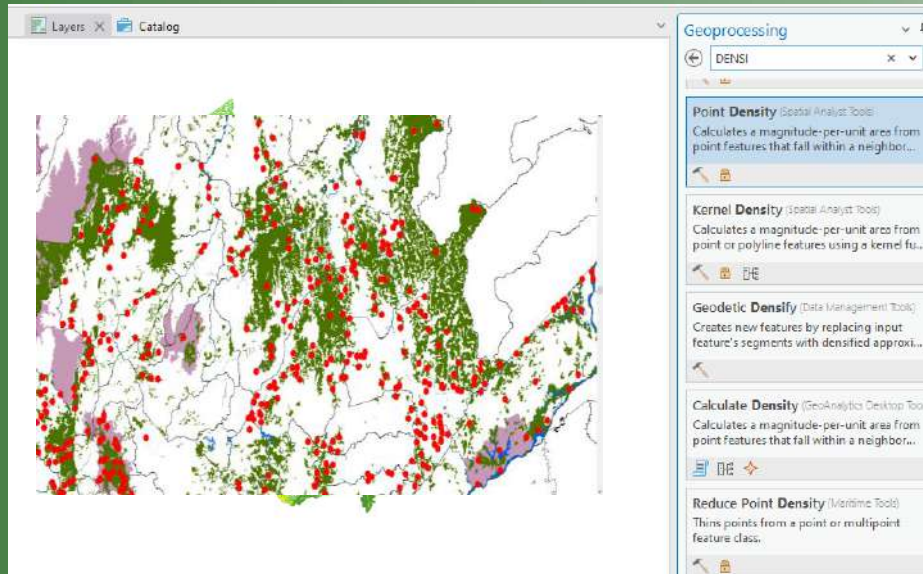 Layers
Catalog
Geoprocessing
DENSI
Point Density (Spatial Analyst Tools)
Calculates a magnitude-per-unit area from
point features that fall within a neighbor...
Kernel Density (Spatial Analyst Tools)
Calculates a magnitude-per-unit area from
point or polyline features using a kernel fu...
Geodetic Densify (Data Management Tools)
Creates new features by replacing input
feature's segments with densified approxi...
Calculate Density (GeoAnalytics Desktop Too
Calculates a magnitude-per-unit area from
point features that fall within a neighbor...
Reduce Point Density (Maritime Tools)
Thins points from a point or multipoint
feature class.